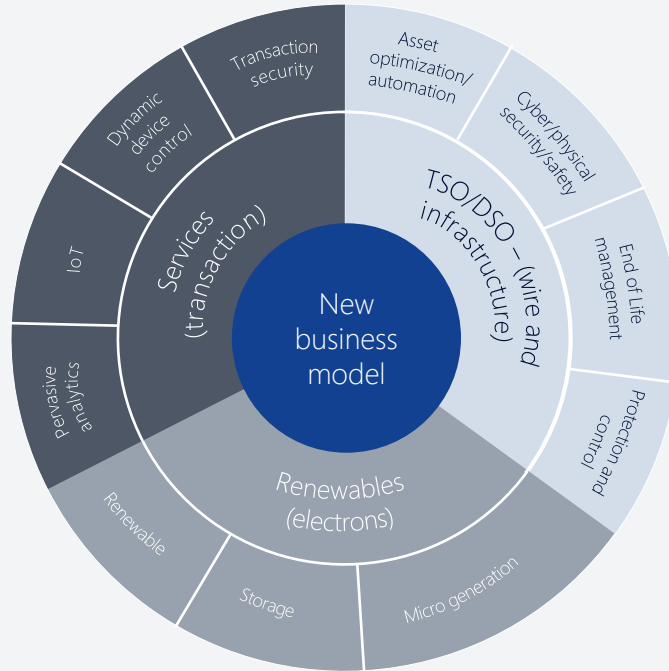 New
business
model
TSO/DSO – (wire and
infrastructure)
Asset
optimization/
automation
Cyber/physical
security/safety
End of Life
management
Protection and
control
Renewables
(electrons)
Micro generation
Storage
Renewable
Services
(transaction)
Pervasive
analytics
IoT
Dynamic
device
control
Transaction
security